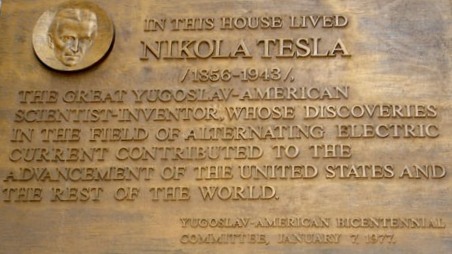 IN THIS HOUSE LIVED
NIKOLA TESLA
/1856-1943/,
THE GREAT YUGOSLAV-AMERICAN
SCIENTIST-INVENTOR, WHOSE DISCOVERIES
IN THE FIELD OF ALTERNATING ELECTRIC
CURRENT CONTRIBUTED TO THE
ADVANCEMENT OF THE UNITED STATES AND
THE REST OF THE WORLD.
YUGOSLAV-AMERICAN BICENTENNIAL
COMMITTEE, JANUARY 7, 1977.